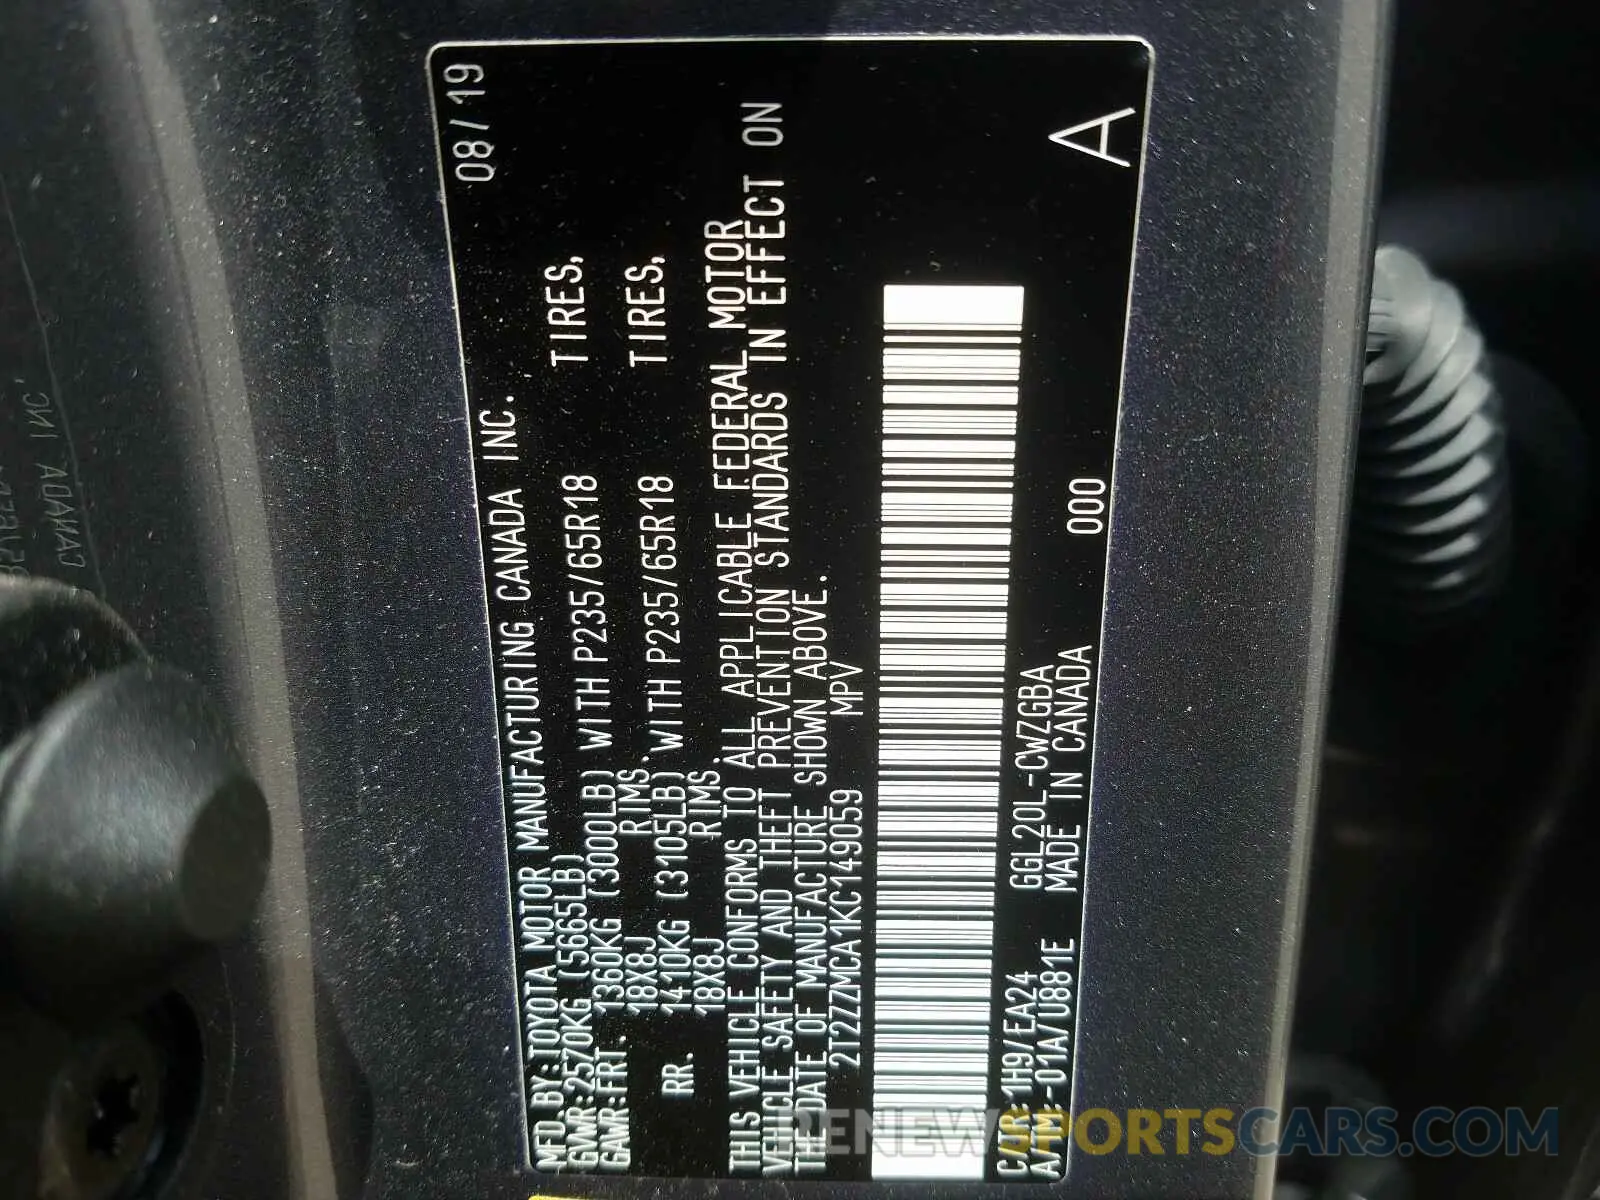 MFD.BY:TOYOTA MOTOR MANUFACTURING CANADA INC. 08/19
GVWR:2570KG (5665LB)
GAWR:FRT. 1360KG (3000LB) WITH P235/65R18 TIRES,
18X8J RIMS.
RR. 1410KG (3105LB) WITH P235/65R18 TIRES,
18X8J RIMS.
THIS VEHICLE CONFORMS TO ALL APPLICABLE FEDERAL MOTOR
VEHICLE SAFETY AND THEFT PREVENTION STANDARDS IN EFFECT ON
THE DATE OF MANUFACTURE SHOWN ABOVE.
2T2ZZMCA1KC149059 MPV
C/TR:1H9/EA24 GGL20L-CWZGBA
A/TM:-01A/U881E MADE IN CANADA 000 A
CANADA INC.
RENEWSPORTSCARS.COM